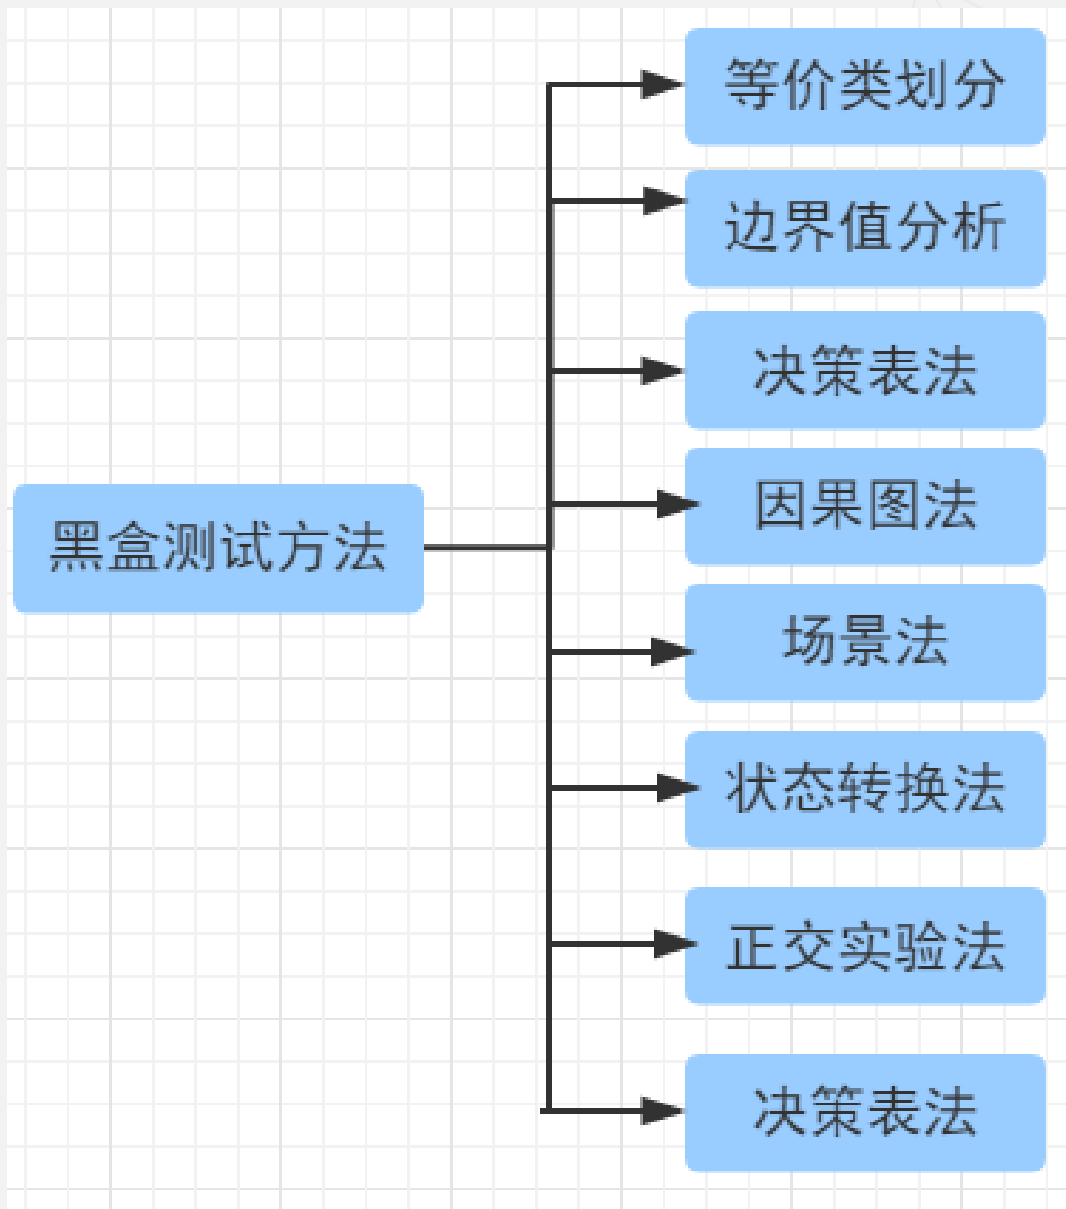 等价类划分
边界值分析
决策表法
因果图法
黑盒测试方法
场景法
状态转换法
正交实验法
决策表法